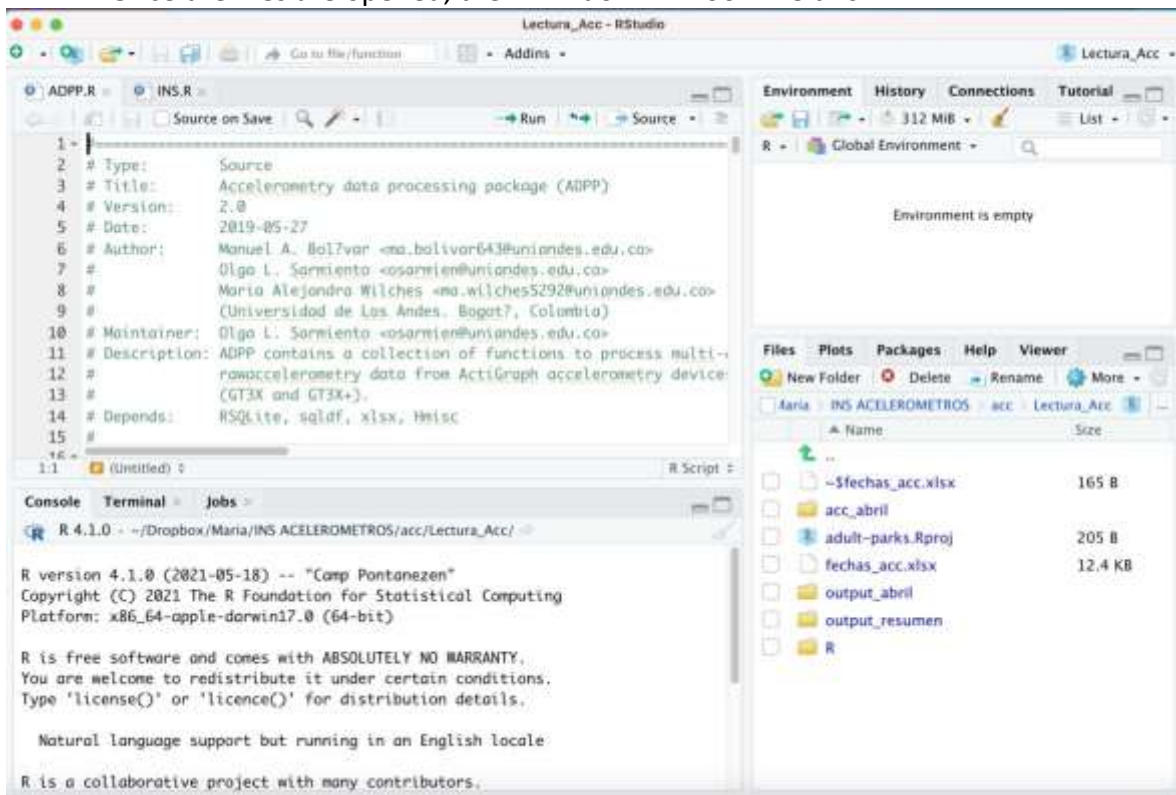 Lectura_Acc - RStudio
Go to file/function Addins Lectura_Acc
ADPP.R INS.R
Source on Save Run Source
1
2 # Type: Source
3 # Title: Accelerometry data processing package (ADPP)
4 # Version: 2.0
5 # Date: 2019-05-27
6 # Author: Manuel A. Bol?var <ma.bolivar643@uniandes.edu.co>
7 # Olga L. Sarmiento <osarmien@uniandes.edu.co>
8 # Maria Alejandra Wilches <ma.wilches5292@uniandes.edu.co>
9 # (Universidad de Los Andes. Bogot?, Colombia)
10 # Maintainer: Olga L. Sarmiento <osarmien@uniandes.edu.co>
11 # Description: ADPP contains a collection of functions to process multi-
12 # rawaccelerometry data from ActiGraph accelerometry device
13 # (GT3X and GT3X+).
14 # Depends: RSQLite, sqldf, xlsx, Hmisc
15 #
16
1:1 (Untitled) R Script
Console Terminal Jobs
R 4.1.0 · ~/Dropbox/Maria/INS ACELEROMETROS/acc/Lectura_Acc/
R version 4.1.0 (2021-05-18) -- "Camp Pontanezen"
Copyright (C) 2021 The R Foundation for Statistical Computing
Platform: x86_64-apple-darwin17.0 (64-bit)
R is free software and comes with ABSOLUTELY NO WARRANTY.
You are welcome to redistribute it under certain conditions.
Type 'license()' or 'licence()' for distribution details.
Natural language support but running in an English locale
R is a collaborative project with many contributors.
Environment History Connections Tutorial
312 MiB List
R Global Environment
Environment is empty
Files Plots Packages Help Viewer
New Folder Delete Rename More
Maria INS ACELEROMETROS acc Lectura_Acc
Name Size
..
~$fechas_acc.xlsx 165 B
acc_abril
adult-parks.Rproj 205 B
fechas_acc.xlsx 12.4 KB
output_abril
output_resumen
R